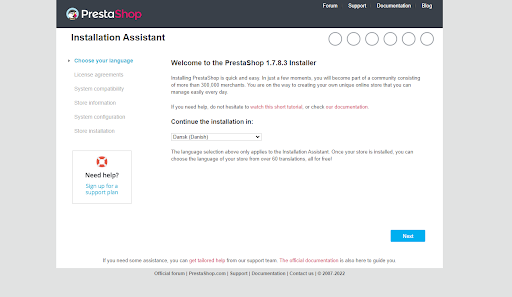 PrestaShop
Forum Support Documentation Blog
Installation Assistant
Choose your language
License agreements
System compatibility
Store information
System configuration
Store installation
Need help?
Sign up for a
support plan
Welcome to the PrestaShop 1.7.8.3 Installer
Installing PrestaShop is quick and easy. In just a few moments, you will become part of a community consisting
of more than 300,000 merchants. You are on the way to creating your own unique online store that you can
manage easily every day.
If you need help, do not hesitate to watch this short tutorial, or check our documentation.
Continue the installation in:
Dansk (Danish)
The language selection above only applies to the Installation Assistant. Once your store is installed, you can
choose the language of your store from over 60 translations, all for free!
Next
If you need some assistance, you can get tailored help from our support team. The official documentation is also here to guide you.
Official forum | PrestaShop.com | Support | Documentation | Contact us | © 2007-2022